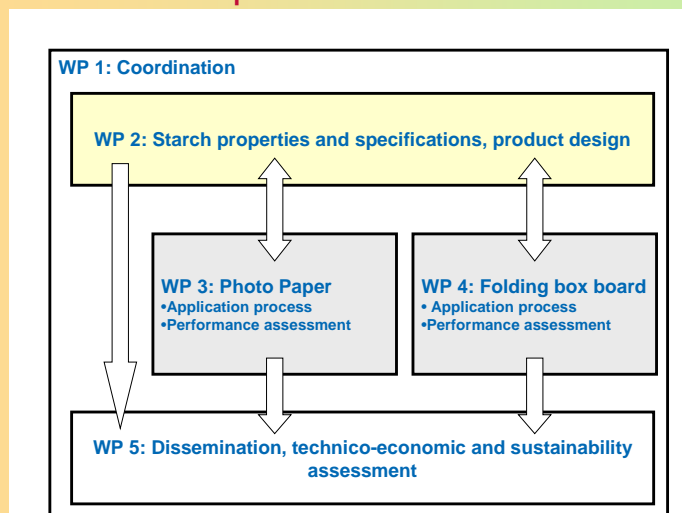 WP 1: Coordination
WP 2: Starch properties and specifications, product design
WP 3: Photo Paper
•Application process
•Performance assessment
WP 4: Folding box board
• Application process
•Performance assessment
WP 5: Dissemination, technico-economic and sustainability
assessment